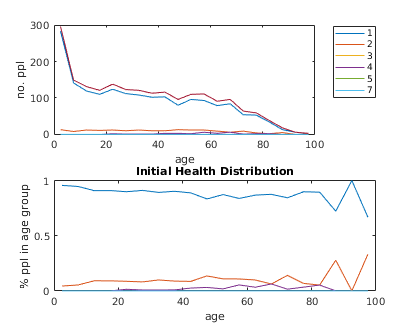 300
200
100
0
no. ppl
0 20 40 60 80 100
age
1
2
3
4
5
7
Initial Health Distribution
1
0.5
0
% ppl in age group
0 20 40 60 80 100
age